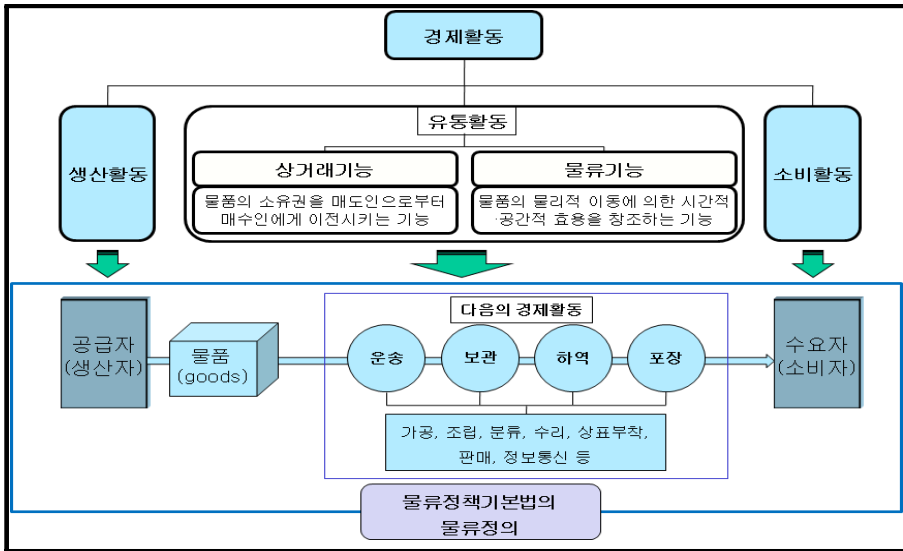 경제활동
생산활동
유통활동
상거래기능
물품의 소유권을 매도인으로부터
매수인에게 이전시키는 기능
물류기능
물품의 물리적 이동에 의한 시간적
·공간적 효용을 창조하는 기능
소비활동
다음의 경제활동
공급자
(생산자)
물품
(goods)
운송
보관
하역
포장
수요자
(소비자)
가공, 조립, 분류, 수리, 상표부착,
판매, 정보통신 등
물류정책기본법의
물류정의